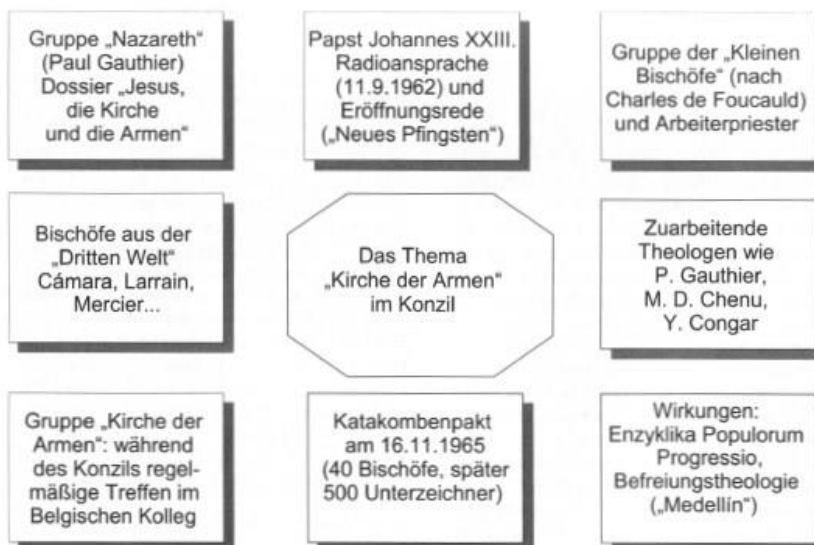 Gruppe „Nazareth“
(Paul Gauthier)
Dossier „Jesus,
die Kirche
und die Armen“
Papst Johannes XXIII.
Radioansprache
(11.9.1962) und
Eröffnungsrede
(„Neues Pfingsten“)
Gruppe der „Kleinen
Bischöfe“ (nach
Charles de Foucauld)
und Arbeiterpriester
Bischöfe aus der
„Dritten Welt“
Cámara, Larrain,
Mercier...
Das Thema
„Kirche der Armen“
im Konzil
Zuarbeitende
Theologen wie
P. Gauthier,
M. D. Chenu,
Y. Congar
Gruppe „Kirche der
Armen“: während
des Konzils regel-
mäßige Treffen im
Belgischen Kolleg
Katakombenpakt
am 16.11.1965
(40 Bischöfe, später
500 Unterzeichner)
Wirkungen:
Enzyklika Populorum
Progressio,
Befreiungstheologie
(„Medellín“)